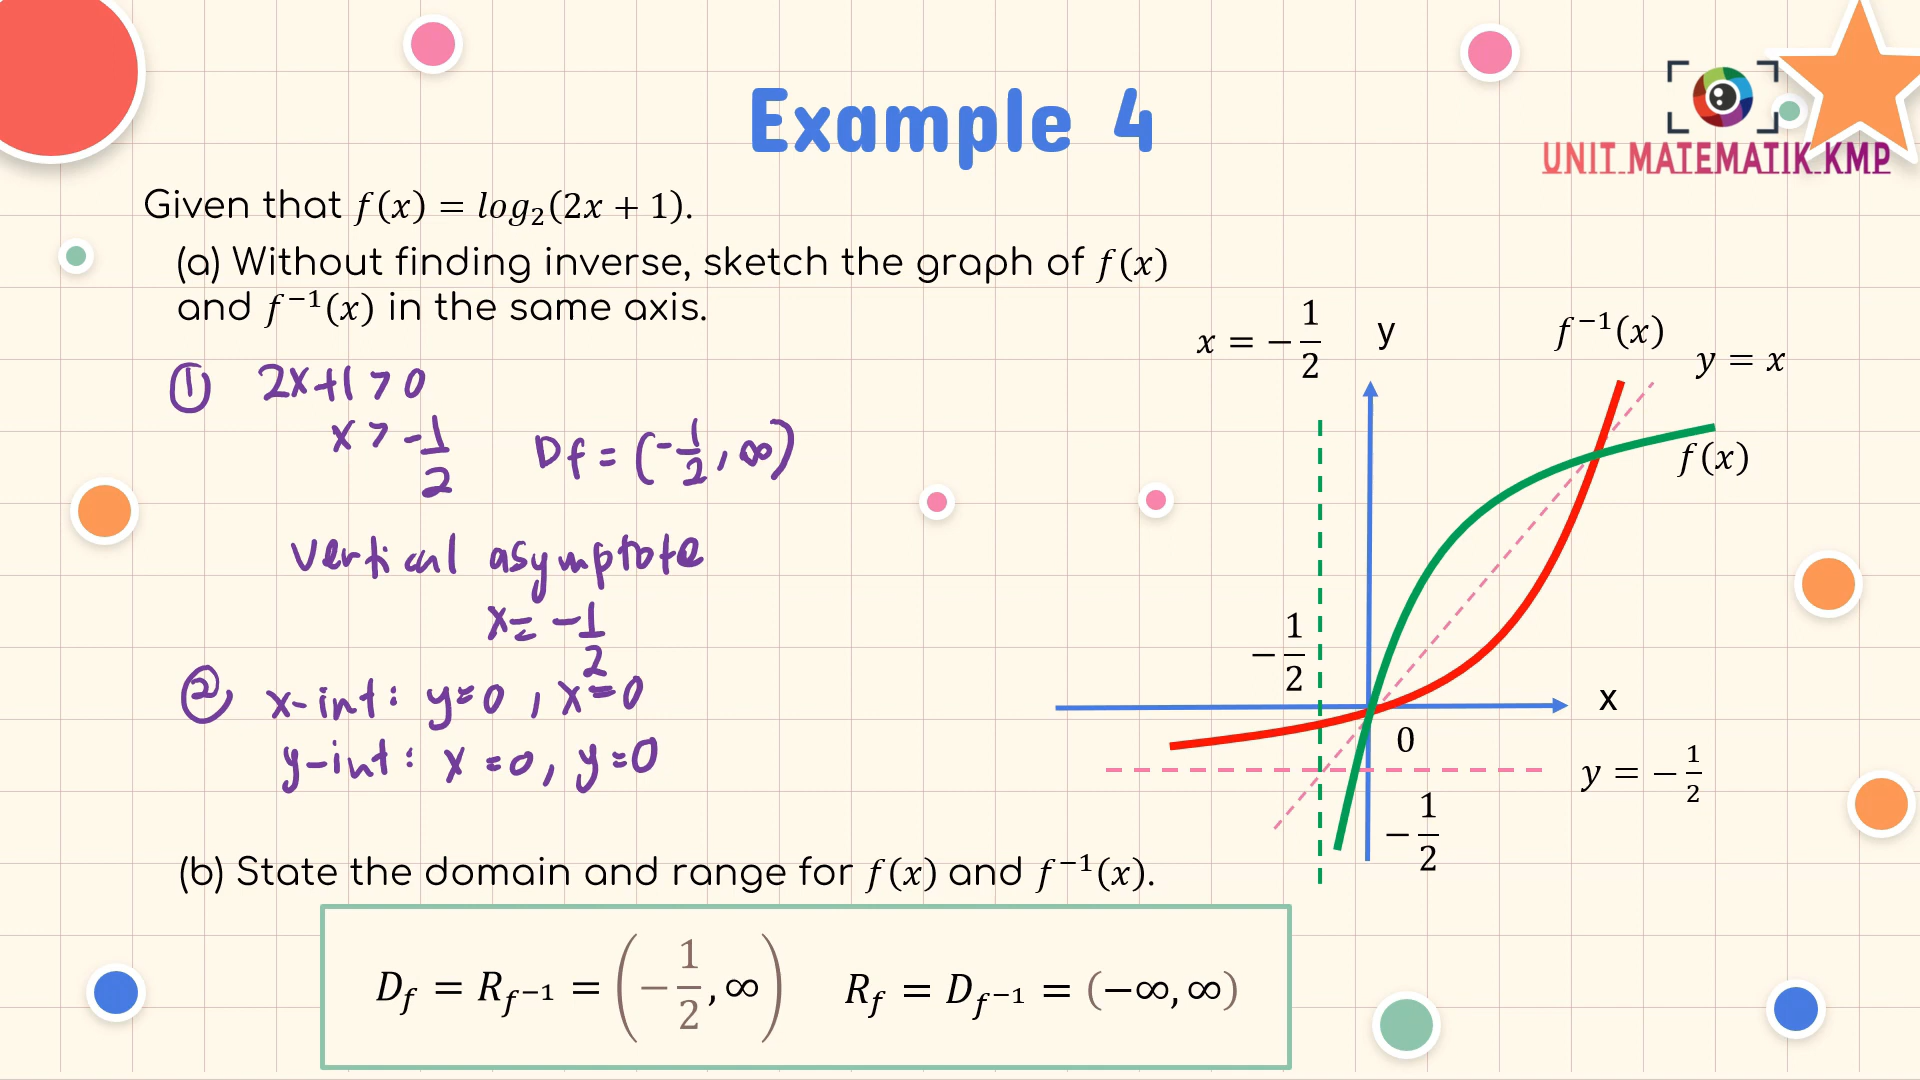 Example 4
UNIT MATEMATIK KMP
Given that f(x) = log₂(2x + 1).
(a) Without finding inverse, sketch the graph of f(x)
and f⁻¹(x) in the same axis.
① 2x+1 > 0
x > -1/2
Df = (-1/2, ∞)
vertical asymptote
x = -1/2
② x-int: y=0, x=0
y-int: x=0, y=0
x = −1/2
y
f⁻¹(x)
y = x
f(x)
−1/2
x
0
y = −1/2
−1/2
(b) State the domain and range for f(x) and f⁻¹(x).
D_f = R_f⁻¹ = (−1/2, ∞) R_f = D_f⁻¹ = (−∞, ∞)